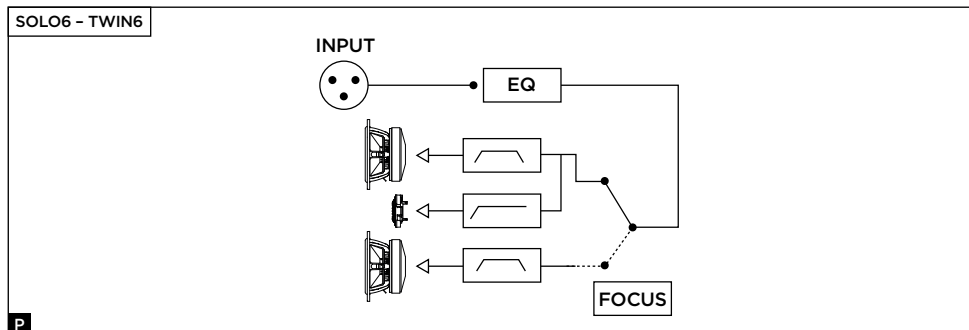 SOLO6 – TWIN6
INPUT
EQ
FOCUS
P